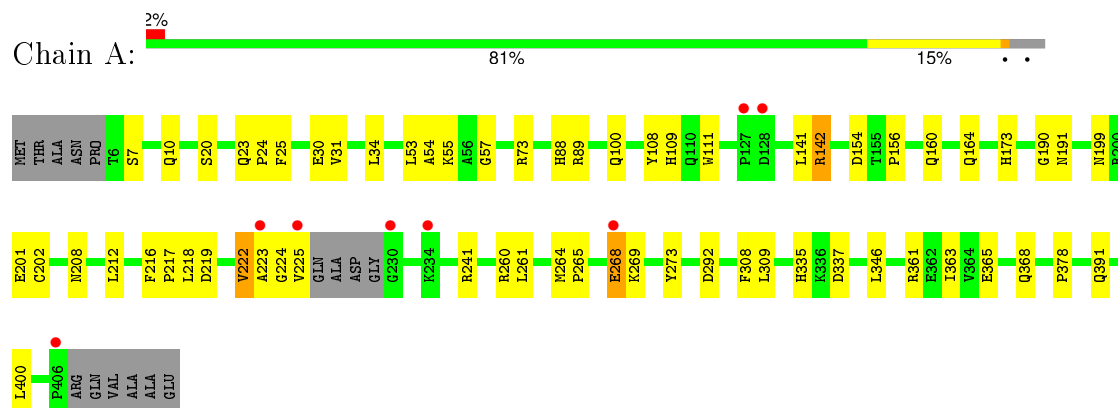 2%
Chain A:
81% 15% • •
MET THR ALA ASN PRO T6 S7 Q10 S20 Q23 P24 F25 E30 V31 L34 L53 A54 K55 A56 G57 R73 H88 R89 Q100 Y108 H109 Q110 W111 P127 D128 L141 R142 D154 T155 P156 Q160 Q164 H173 G190 N191 N199 R200
E201 C202 N208 L212 F216 P217 L218 D219 V222 A223 G224 V225 GLN ALA ASP GLY G230 K234 R241 R260 L261 M264 P265 E268 K269 Y273 D292 F308 L309 H335 K336 D337 L346 R361 E362 I363 V364 E365 Q368 P378 Q391
L400 P406 ARG GLN VAL ALA ALA GLU